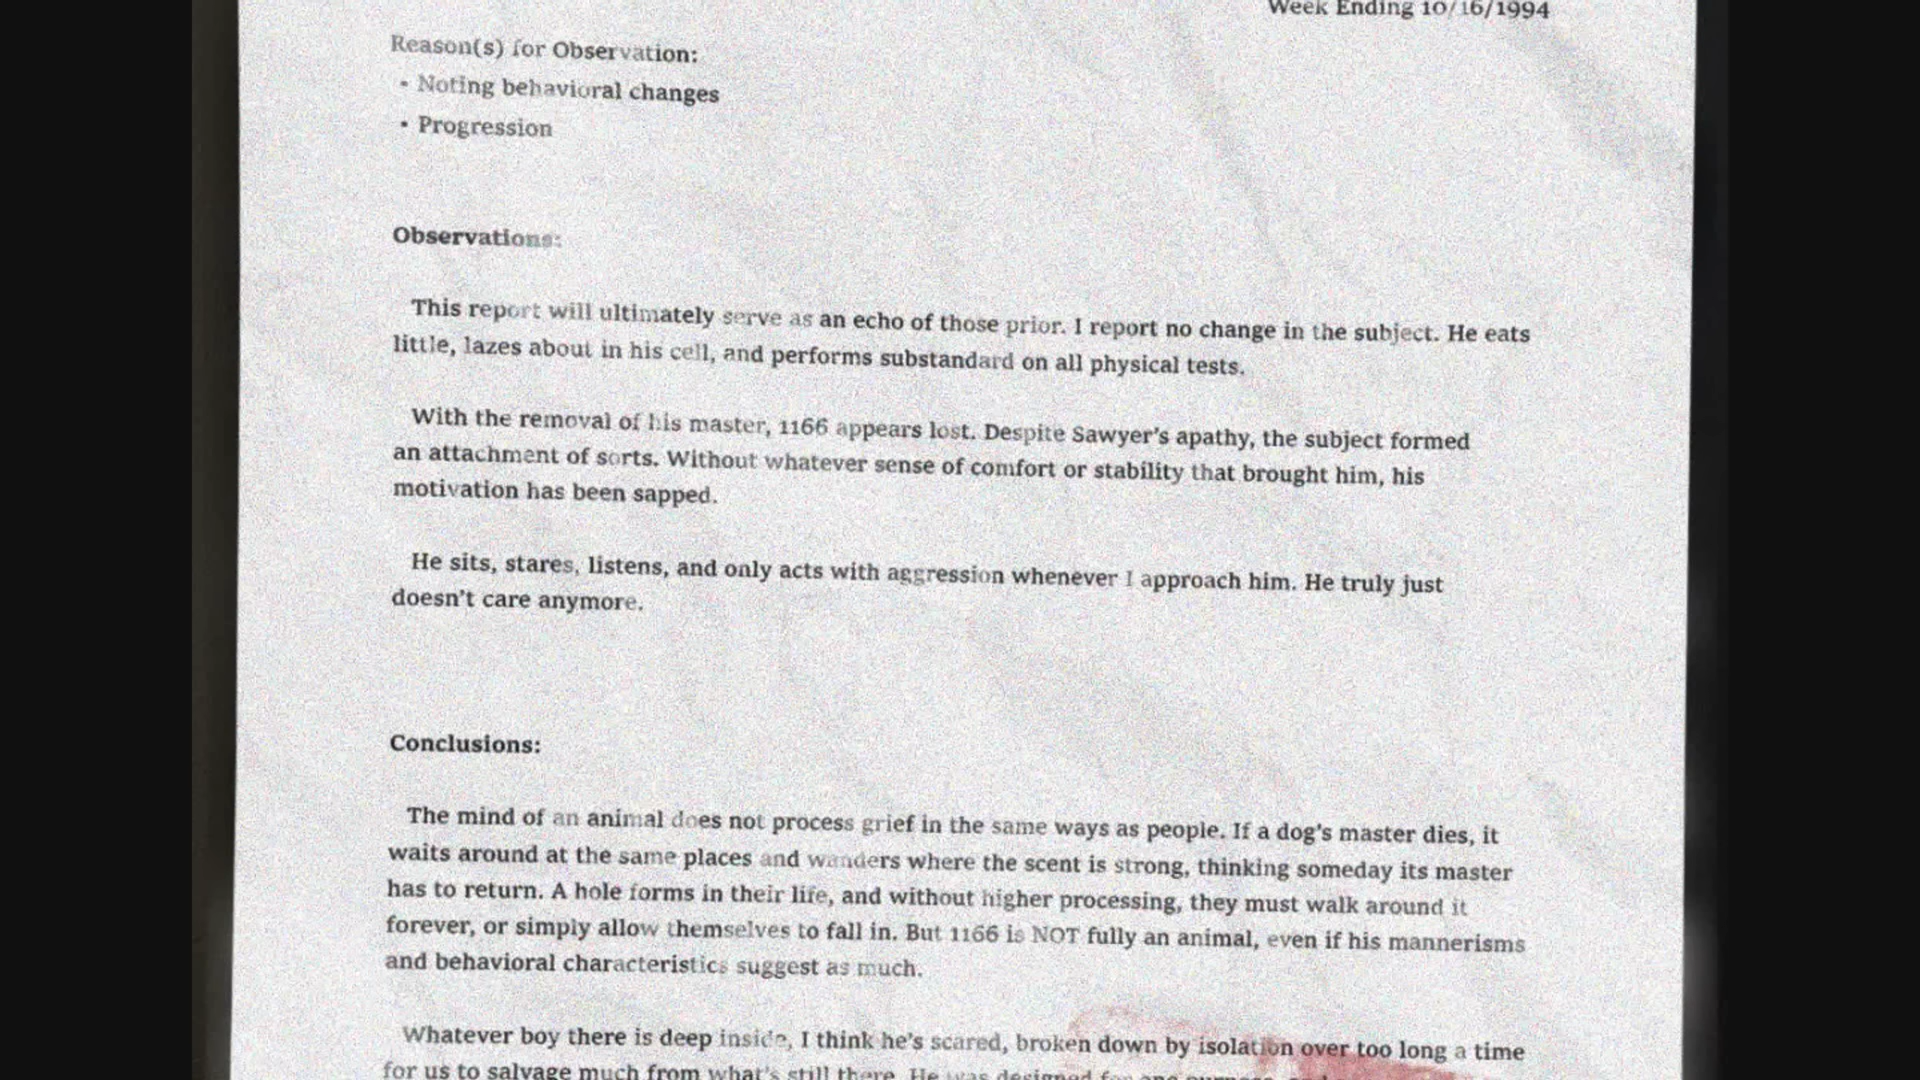 Week Ending 10/16/1994
Reason(s) for Observation:
• Noting behavioral changes
• Progression
Observations:
This report will ultimately serve as an echo of those prior. I report no change in the subject. He eats
little, lazes about in his cell, and performs substandard on all physical tests.
With the removal of his master, 1166 appears lost. Despite Sawyer's apathy, the subject formed
an attachment of sorts. Without whatever sense of comfort or stability that brought him, his
motivation has been sapped.
He sits, stares, listens, and only acts with aggression whenever I approach him. He truly just
doesn't care anymore.
Conclusions:
The mind of an animal does not process grief in the same ways as people. If a dog's master dies, it
waits around at the same places and wanders where the scent is strong, thinking someday its master
has to return. A hole forms in their life, and without higher processing, they must walk around it
forever, or simply allow themselves to fall in. But 1166 is NOT fully an animal, even if his mannerisms
and behavioral characteristics suggest as much.
Whatever boy there is deep inside, I think he's scared, broken down by isolation over too long a time
for us to salvage much from what's still there. He was designed for one purpose,